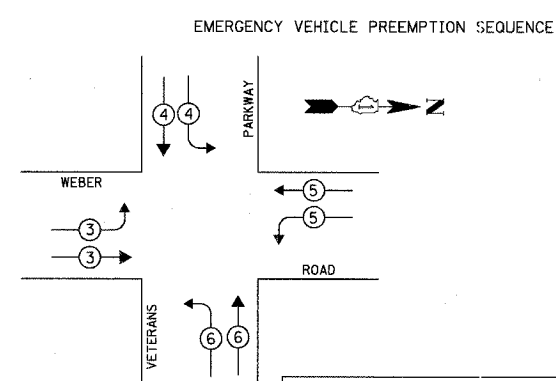 EMERGENCY VEHICLE PREEMPTION SEQUENCE
4 4
PARKWAY
N
WEBER
5
5
3
3
ROAD
VETERANS
6 6